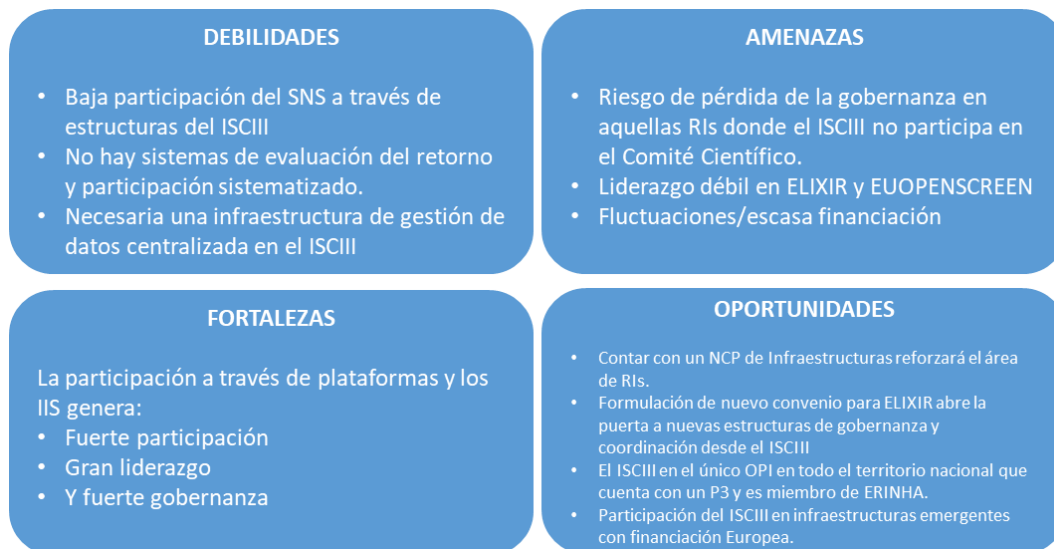 DEBILIDADES
• Baja participación del SNS a través de
estructuras del ISCIII
• No hay sistemas de evaluación del retorno
y participación sistematizado.
• Necesaria una infraestructura de gestión de
datos centralizada en el ISCIII
AMENAZAS
• Riesgo de pérdida de la gobernanza en
aquellas RIs donde el ISCIII no participa en
el Comité Científico.
• Liderazgo débil en ELIXIR y EUOPENSCREEN
• Fluctuaciones/escasa financiación
FORTALEZAS
La participación a través de plataformas y los
IIS genera:
• Fuerte participación
• Gran liderazgo
• Y fuerte gobernanza
OPORTUNIDADES
• Contar con un NCP de Infraestructuras reforzará el área
de RIs.
• Formulación de nuevo convenio para ELIXIR abre la
puerta a nuevas estructuras de gobernanza y
coordinación desde el ISCIII
• El ISCIII en el único OPI en todo el territorio nacional que
cuenta con un P3 y es miembro de ERINHA.
• Participación del ISCIII en infraestructuras emergentes
con financiación Europea.